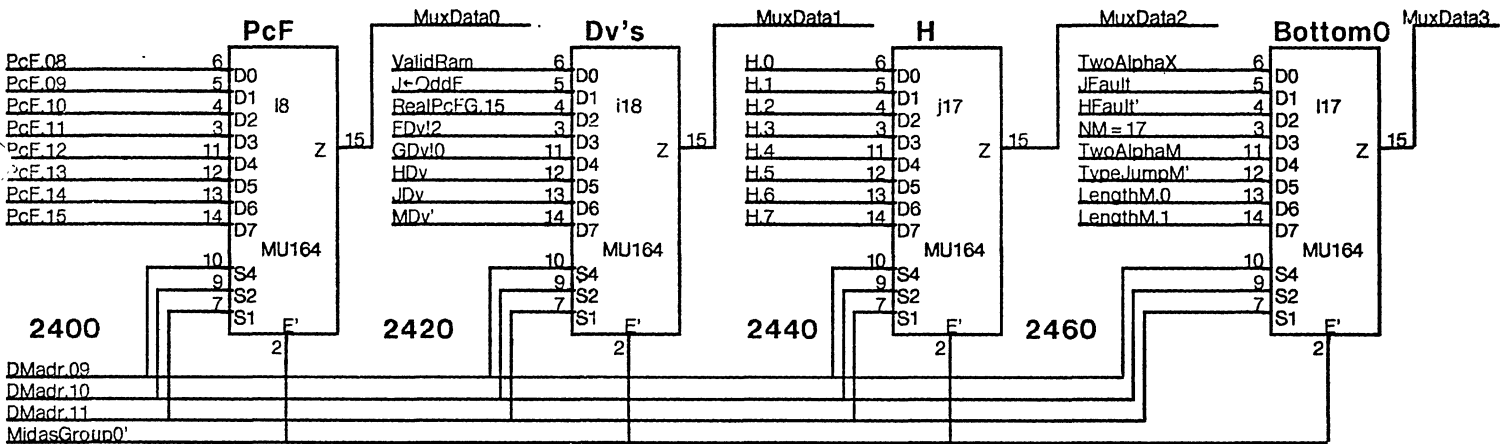 MuxData0 MuxData1 MuxData2 MuxData3
PcF Dv's H Bottom0
PcF.08 6 D0 ValidRam 6 D0 H.0 6 D0 TwoAlphaX 6 D0
PcF.09 5 D1 J←OddF 5 D1 H.1 5 D1 JFault 5 D1
PcF.10 4 D2 l8 RealPcFG.15 4 D2 i18 H.2 4 D2 j17 HFault' 4 D2 l17
PcF.11 3 D3 Z 15 FDv!2 3 D3 Z 15 H.3 3 D3 Z 15 NM=17 3 D3 Z 15
PcF.12 11 D4 GDv!0 11 D4 H.4 11 D4 TwoAlphaM 11 D4
PcF.13 12 D5 HDv 12 D5 H.5 12 D5 TypeJumpM' 12 D5
PcF.14 13 D6 JDv 13 D6 H.6 13 D6 LengthM.0 13 D6
PcF.15 14 D7 MDv' 14 D7 H.7 14 D7 LengthM.1 14 D7
MU164 MU164 MU164 MU164
10 S4 10 S4 10 S4 10 S4
9 S2 9 S2 9 S2 9 S2
7 S1 7 S1 7 S1 7 S1
2400 E' 2420 E' 2440 E' 2460 E'
2 2 2 2
DMadr.09
DMadr.10
DMadr.11
MidasGroup0'